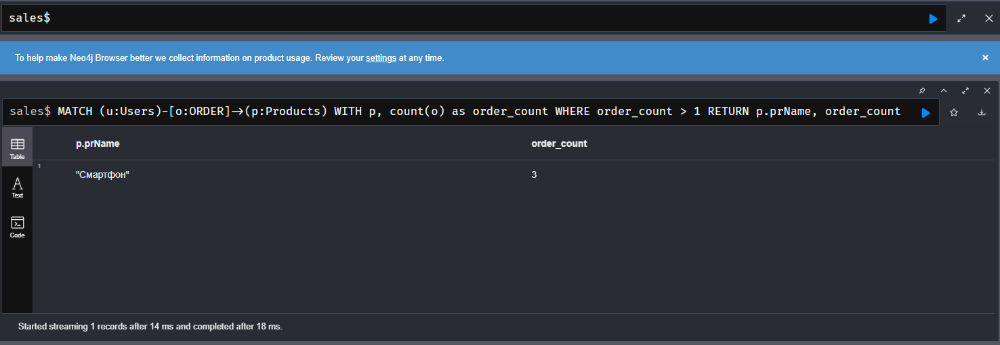 sales$
To help make Neo4j Browser better we collect information on product usage. Review your settings at any time.
sales$ MATCH (u:Users)-[o:ORDER]→(p:Products) WITH p, count(o) as order_count WHERE order_count > 1 RETURN p.prName, order_count
Table
p.prName order_count
1
"Смартфон" 3
Text
Code
Started streaming 1 records after 14 ms and completed after 18 ms.